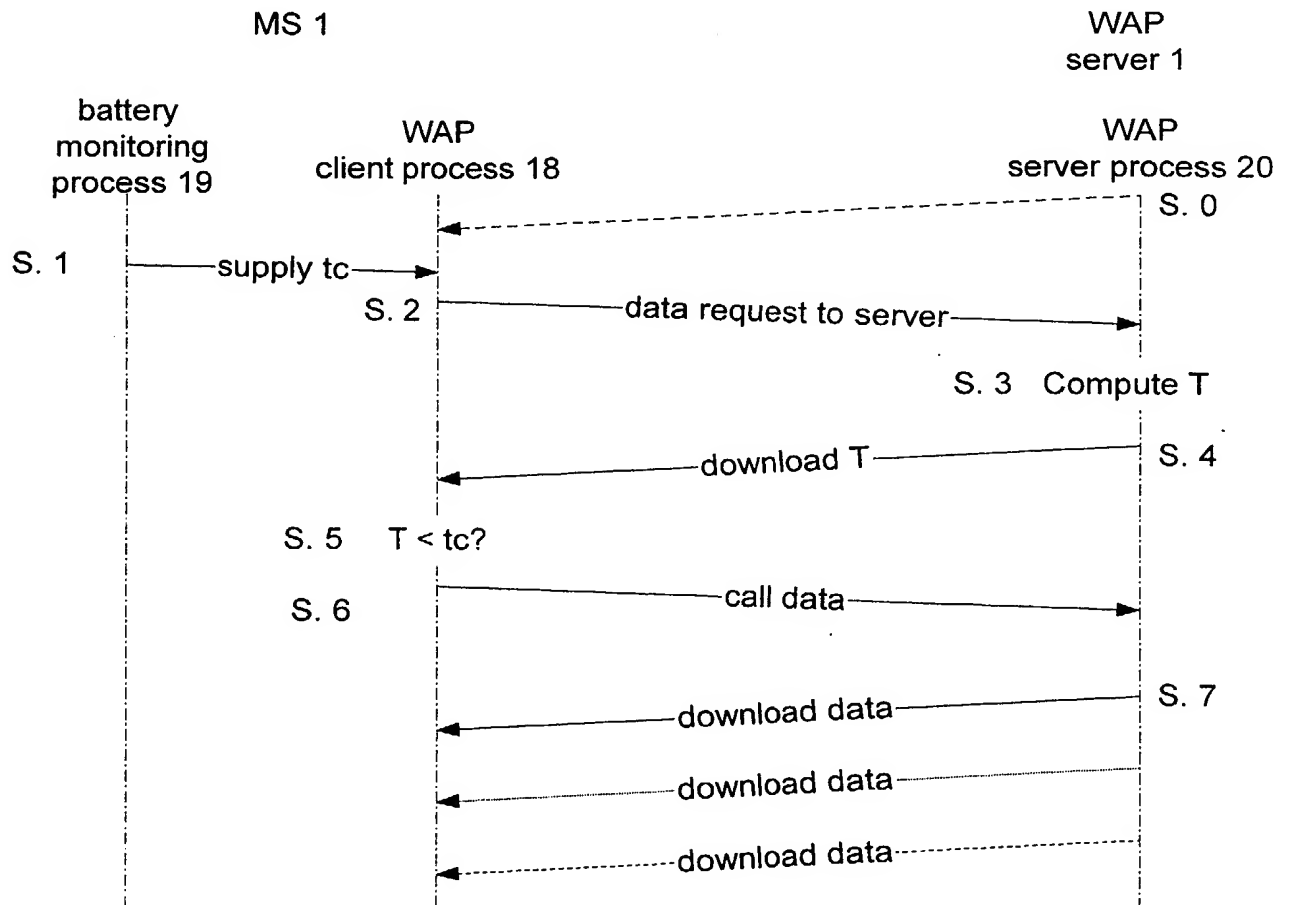 MS 1
WAP
server 1
battery
monitoring
process 19
WAP
client process 18
WAP
server process 20
S. 0
S. 1
supply tc
S. 2
data request to server
S. 3 Compute T
download T
S. 4
S. 5 T < tc?
S. 6
call data
download data
S. 7
download data
download data